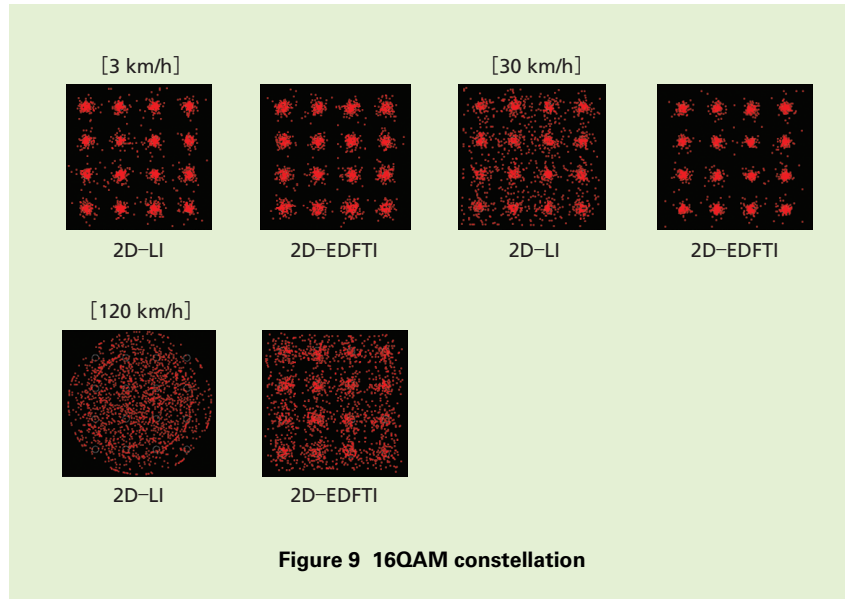 [3 km/h] [30 km/h]
2D−LI 2D−EDFTI 2D−LI 2D−EDFTI
[120 km/h]
2D−LI 2D−EDFTI
Figure 9 16QAM constellation